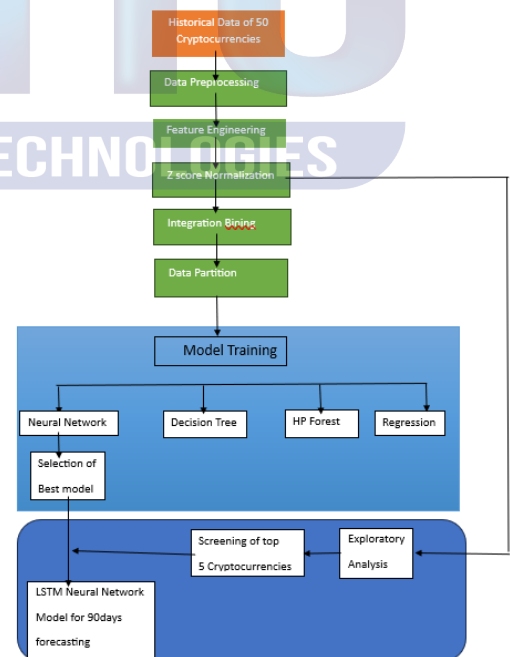 Historical Data of 50
Cryptocurrencies
Data Preprocessing
Feature Engineering
ECHNOLOGIES
Z score Normalization
Integration Bining
Data Partition
Model Training
Neural Network
Decision Tree
HP Forest
Regression
Selection of
Best model
Screening of top
5 Cryptocurrencies
Exploratory
Analysis
LSTM Neural Network
Model for 90days
forecasting